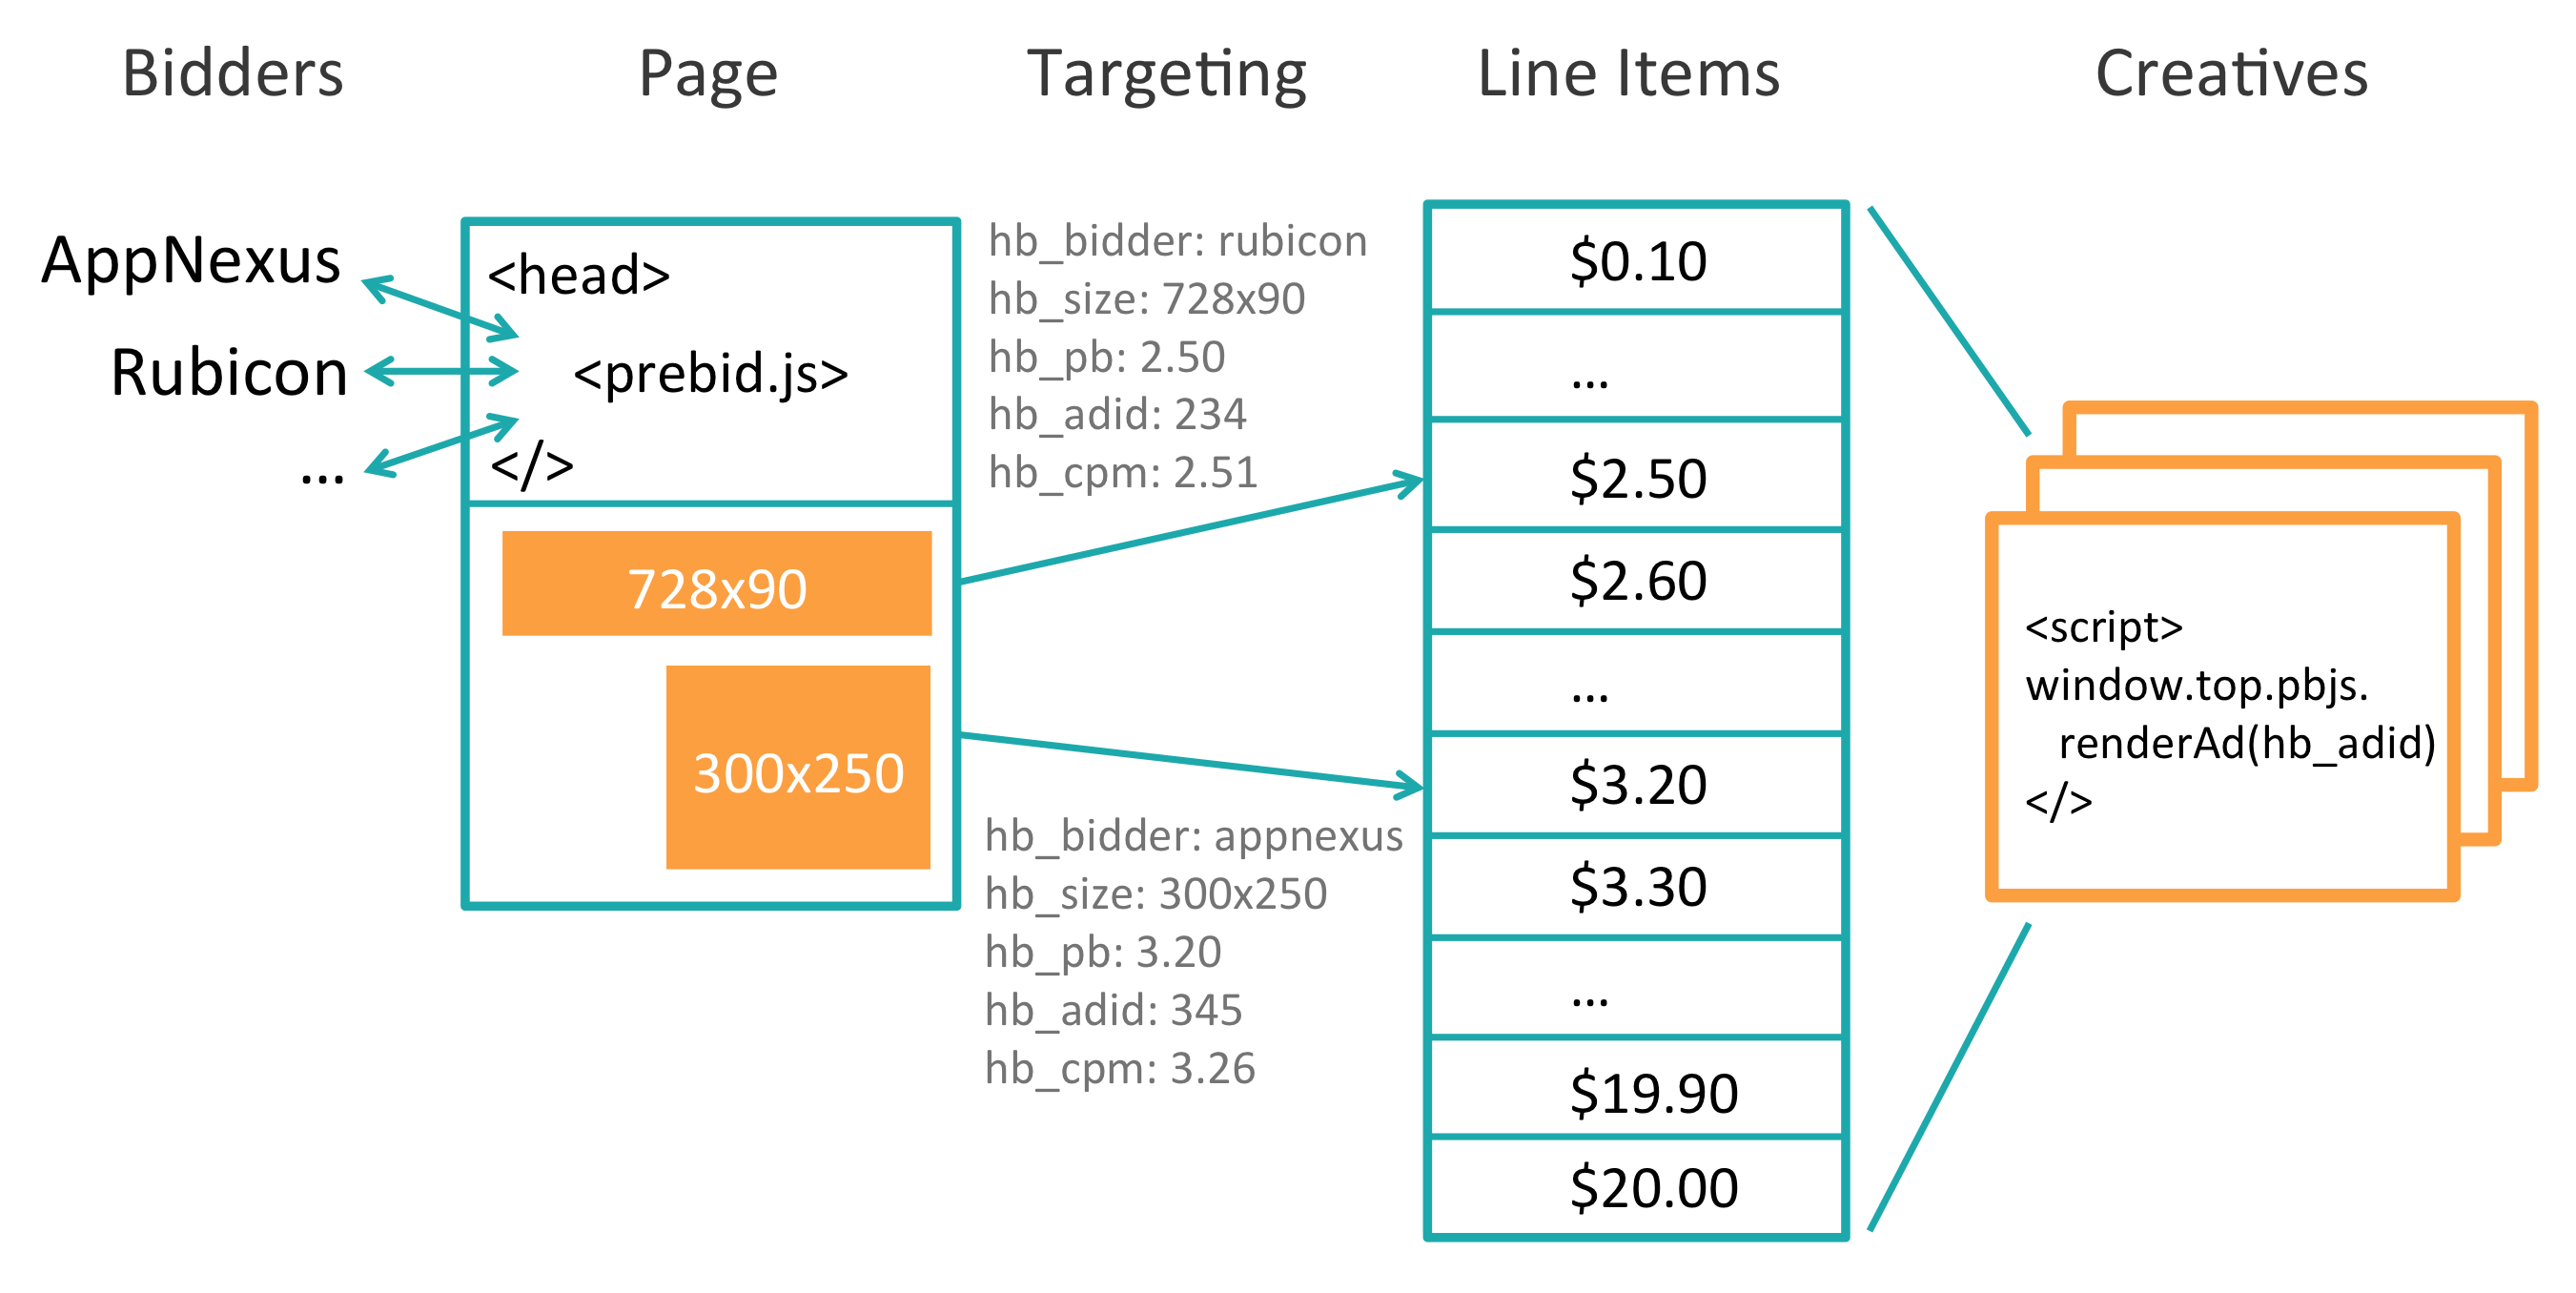 Bidders
Page
Targeting
Line Items
Creatives
AppNexus
Rubicon
...
<head>
<prebid.js>
</>
728x90
300x250
hb_bidder: rubicon
hb_size: 728x90
hb_pb: 2.50
hb_adid: 234
hb_cpm: 2.51
hb_bidder: appnexus
hb_size: 300x250
hb_pb: 3.20
hb_adid: 345
hb_cpm: 3.26
$0.10
...
$2.50
$2.60
...
$3.20
$3.30
...
$19.90
$20.00
<script>
window.top.pbjs.
renderAd(hb_adid)
</>